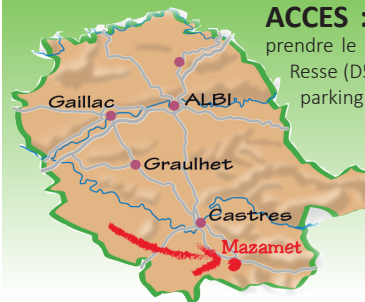 ACCES :
prendre le
Resse (D5
parking
Gaillac
ALBI
Graulhet
Castres
Mazamet